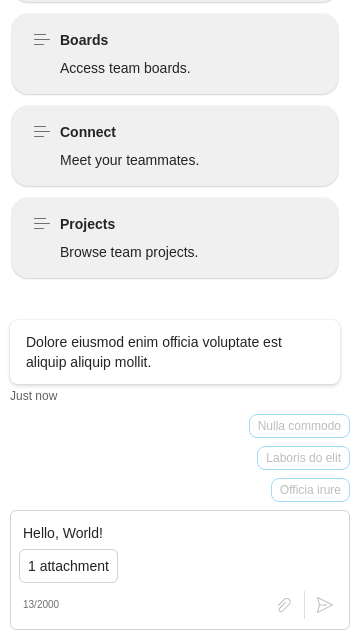 Boards
Access team boards.
Connect
Meet your teammates.
Projects
Browse team projects.
Dolore eiusmod enim officia voluptate est
aliquip aliquip mollit.
Just now
Nulla commodo
Laboris do elit
Officia irure
Hello, World!
1 attachment
13/2000